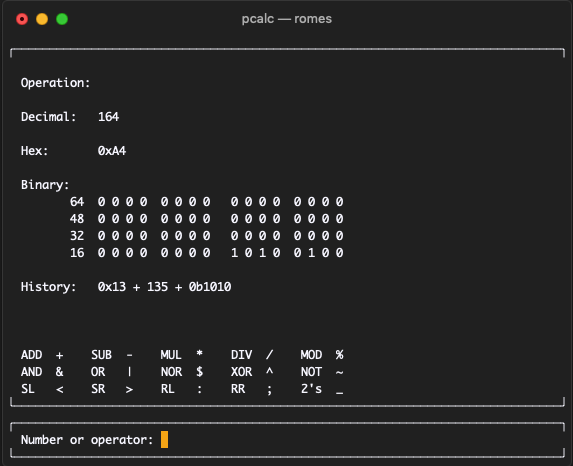 pcalc — romes
Operation:
Decimal: 164
Hex: 0xA4
Binary:
64 0 0 0 0 0 0 0 0 0 0 0 0 0 0 0 0
48 0 0 0 0 0 0 0 0 0 0 0 0 0 0 0 0
32 0 0 0 0 0 0 0 0 0 0 0 0 0 0 0 0
16 0 0 0 0 0 0 0 0 1 0 1 0 0 1 0 0
History: 0x13 + 135 + 0b1010
ADD + SUB - MUL * DIV / MOD %
AND & OR | NOR $ XOR ^ NOT ~
SL < SR > RL : RR ; 2's _
Number or operator: